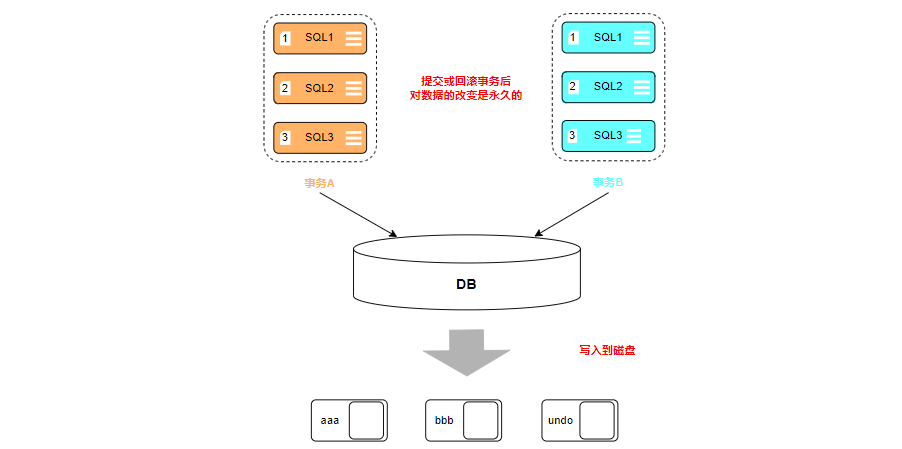 1 SQL1
2 SQL2
3 SQL3
事务A
提交或回滚事务后
对数据的改变是永久的
1 SQL1
2 SQL2
3 SQL3
事务B
DB
写入到磁盘
aaa
bbb
undo